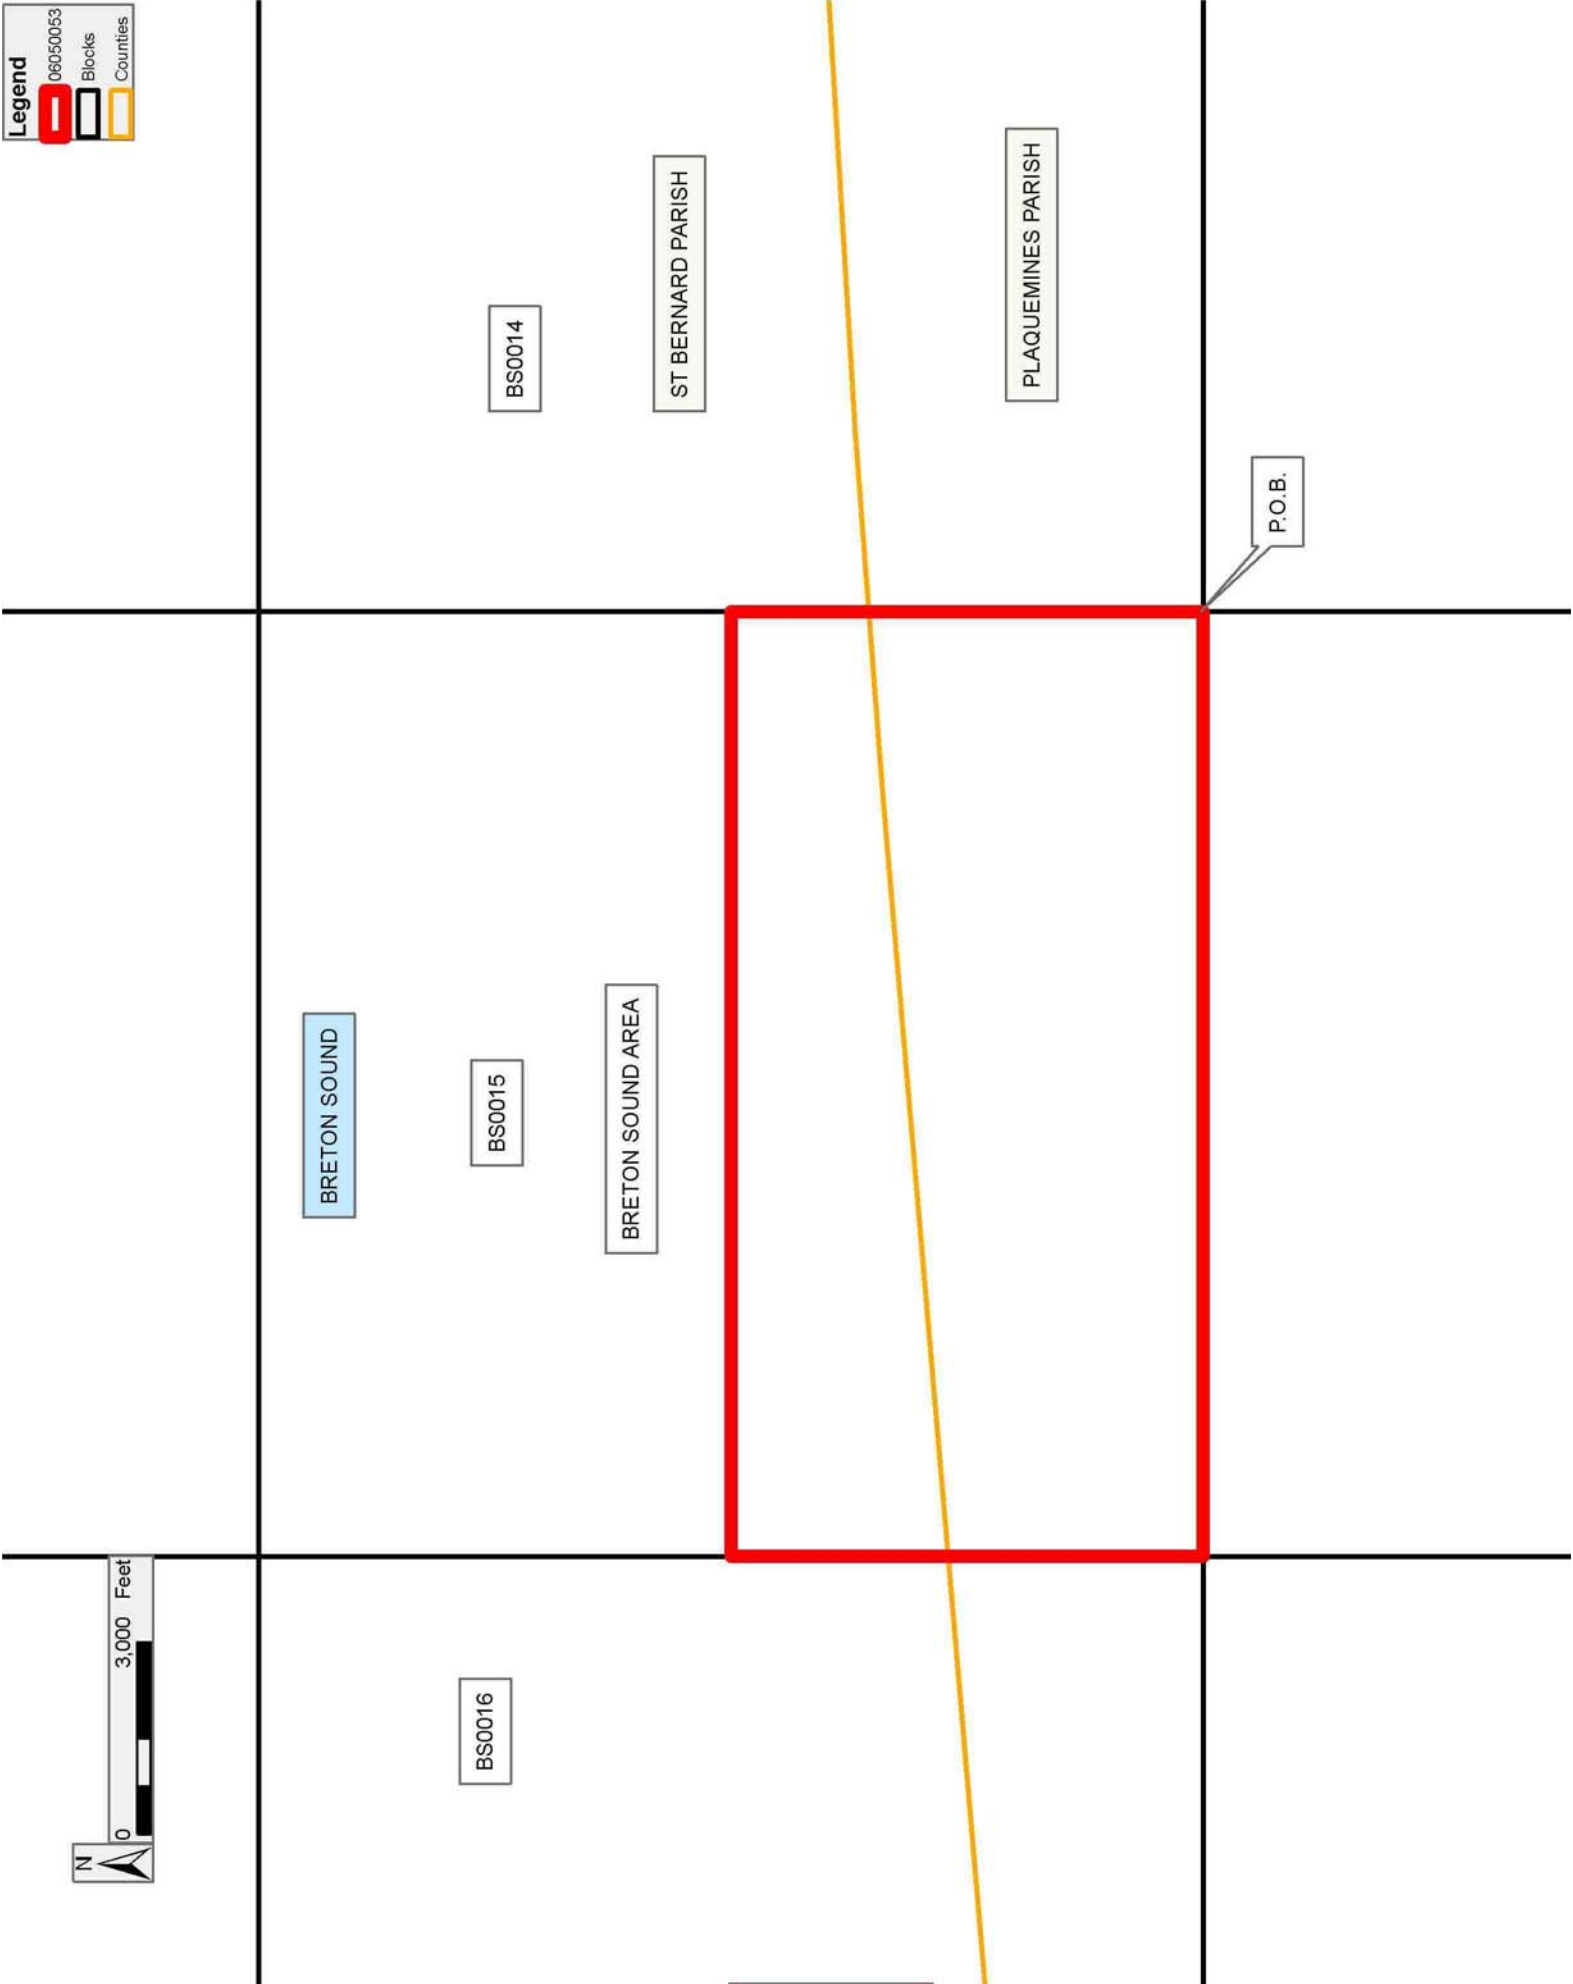 N
0 3,000 Feet
Legend
06050053
Blocks
Counties
BRETON SOUND
BS0016
BS0015
BS0014
BRETON SOUND AREA
ST BERNARD PARISH
PLAQUEMINES PARISH
P.O.B.